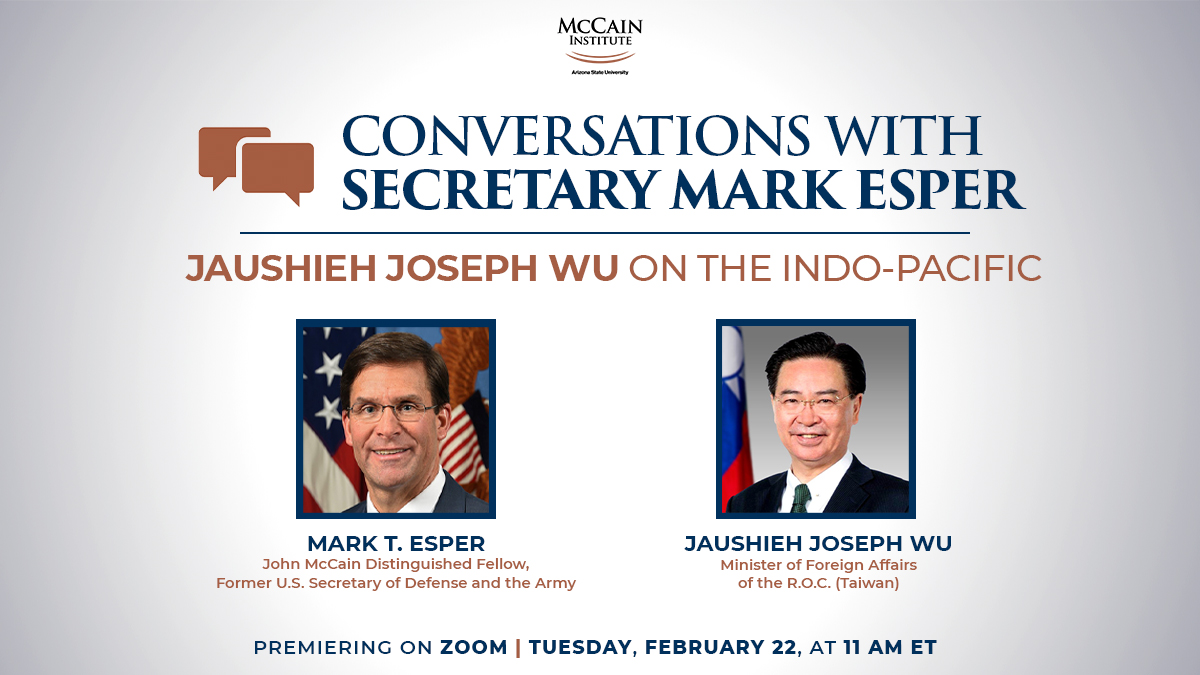 McCAIN
INSTITUTE
Arizona State University
CONVERSATIONS WITH
SECRETARY MARK ESPER
JAUSHIEH JOSEPH WU ON THE INDO-PACIFIC
MARK T. ESPER
John McCain Distinguished Fellow,
Former U.S. Secretary of Defense and the Army
JAUSHIEH JOSEPH WU
Minister of Foreign Affairs
of the R.O.C. (Taiwan)
PREMIERING ON ZOOM | TUESDAY, FEBRUARY 22, AT 11 AM ET